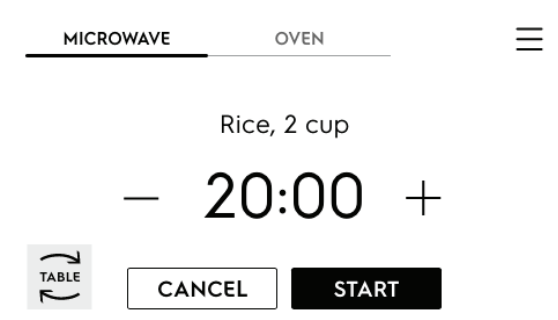 MICROWAVE OVEN
Rice, 2 cup
— 20:00 +
TABLE
CANCEL START